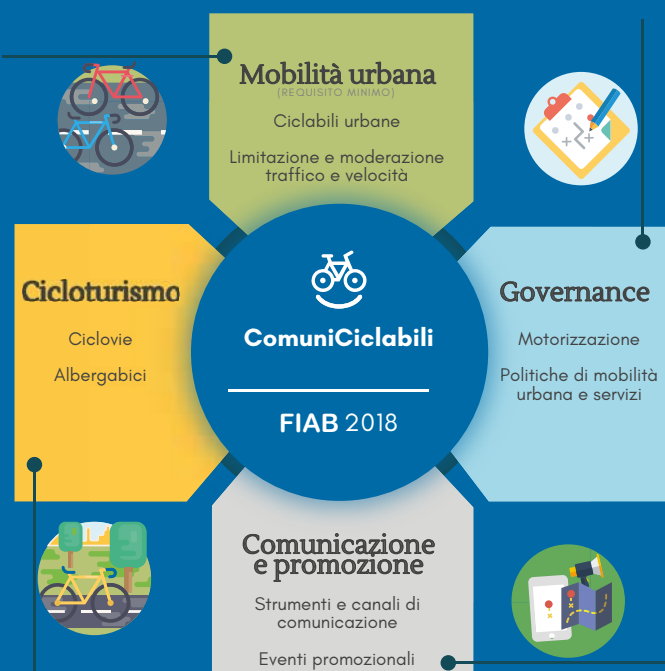 Mobilità urbana
(REQUISITO MINIMO)
Ciclabili urbane
Limitazione e moderazione
traffico e velocità
Cicloturismo
Ciclovie
Albergabici
ComuniCiclabili
FIAB 2018
Governance
Motorizzazione
Politiche di mobilità
urbana e servizi
Comunicazione
e promozione
Strumenti e canali di
comunicazione
Eventi promozionali